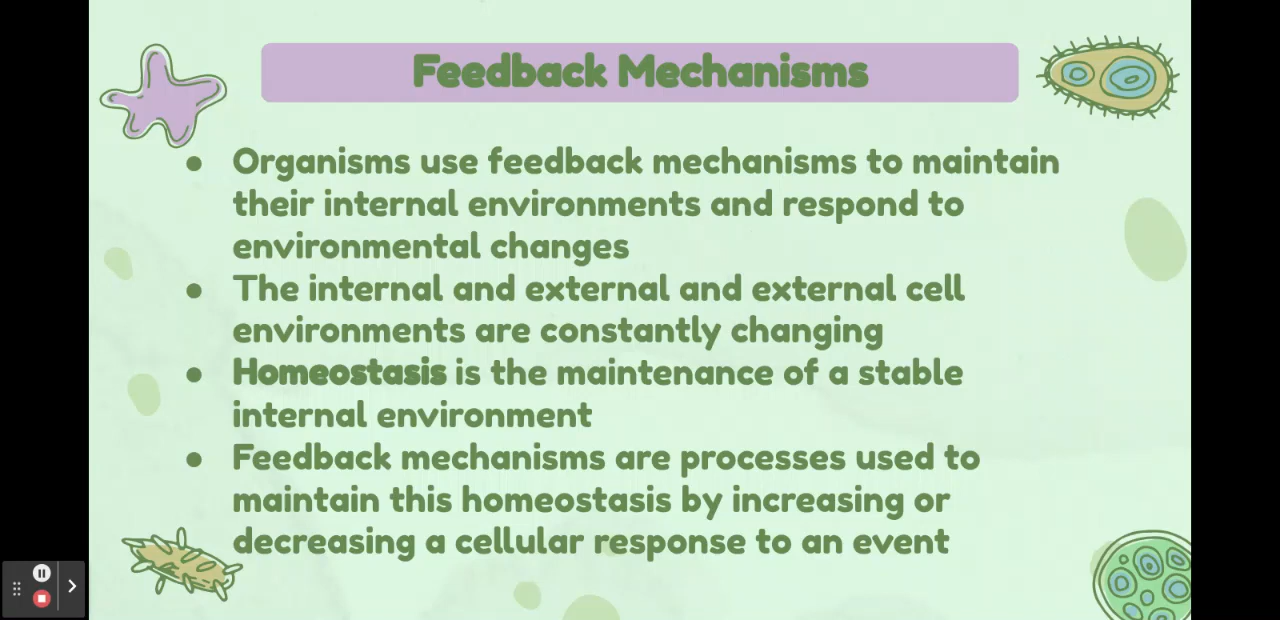 Feedback Mechanisms
● Organisms use feedback mechanisms to maintain
their internal environments and respond to
environmental changes
● The internal and external and external cell
environments are constantly changing
● Homeostasis is the maintenance of a stable
internal environment
● Feedback mechanisms are processes used to
maintain this homeostasis by increasing or
decreasing a cellular response to an event